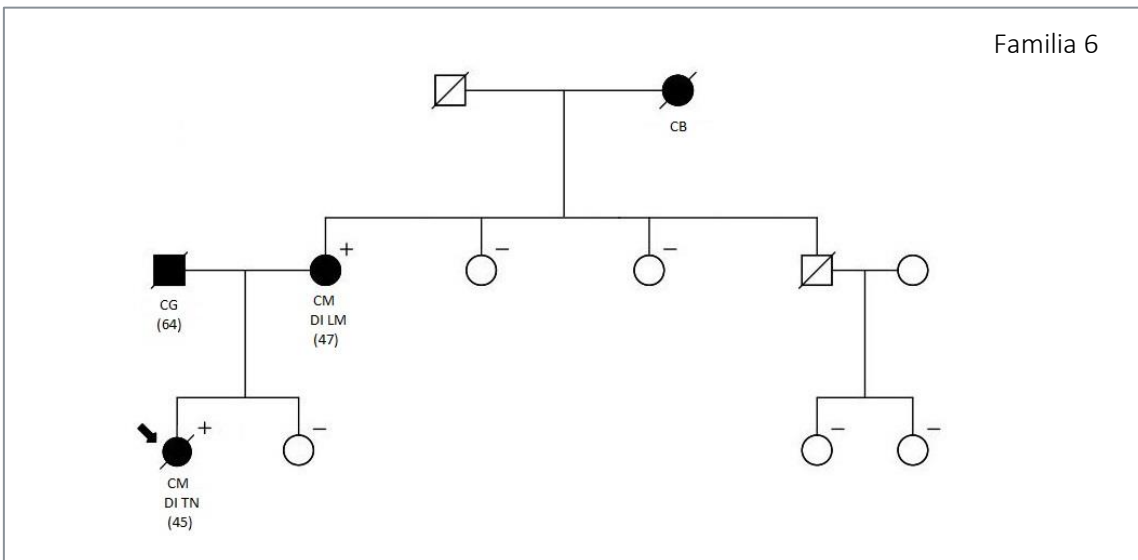 Familia 6
CB
+
−
−
CG
(64)
CM
DI LM
(47)
+
−
−
−
CM
DI TN
(45)